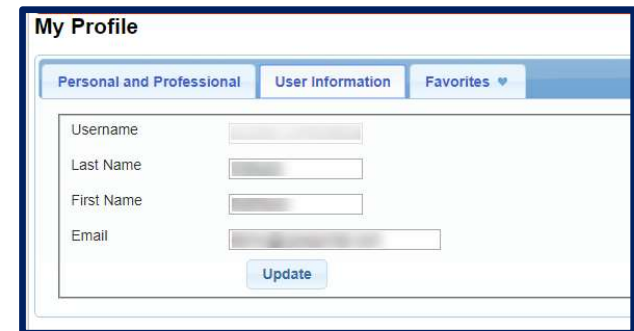 My Profile
Personal and Professional User Information Favorites
Username
Last Name
First Name
Email
Update